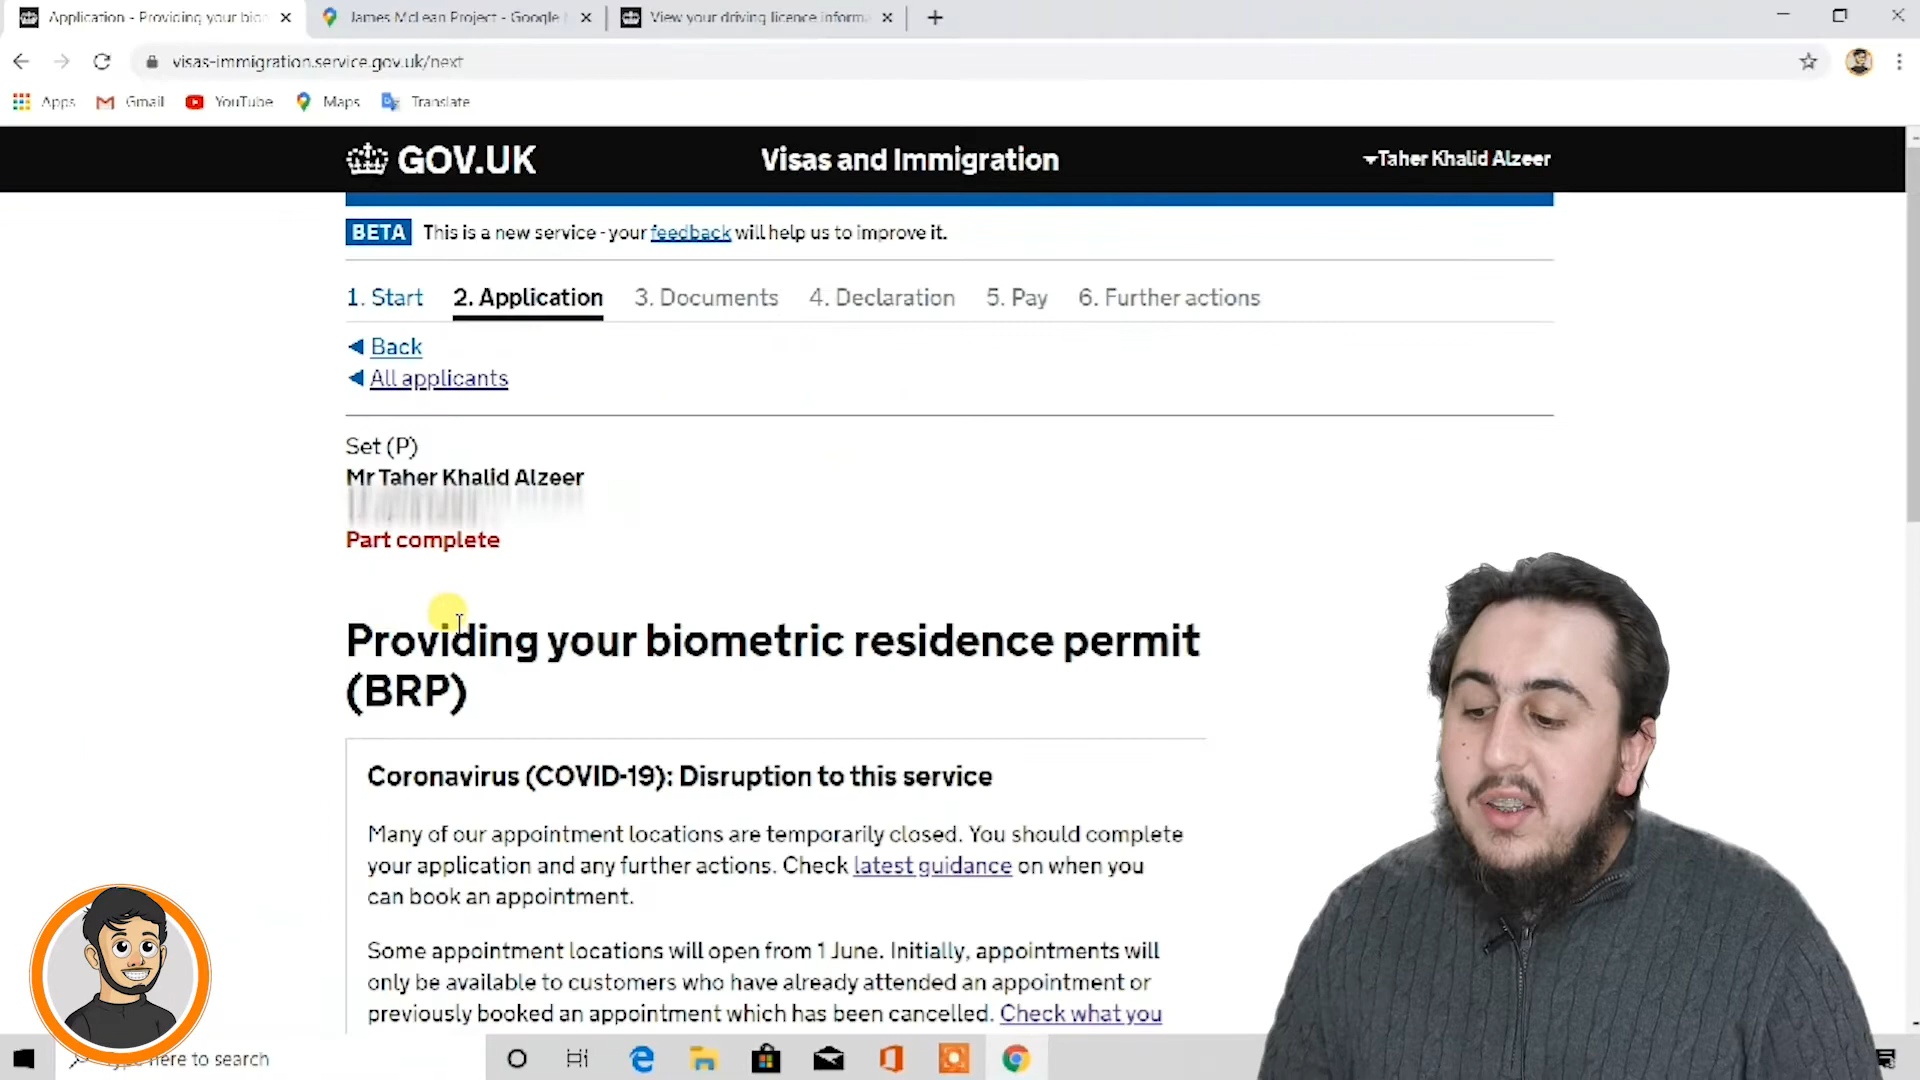 Application - Providing your bio
James McLean Project - Google
View your driving licence informa
visas-immigration.service.gov.uk/next
Apps
Gmail
YouTube
Maps
Translate
GOV.UK
Visas and Immigration
Taher Khalid Alzeer
BETA
This is a new service - your feedback will help us to improve it.
1. Start
2. Application
3. Documents
4. Declaration
5. Pay
6. Further actions
Back
All applicants
Set (P)
Mr Taher Khalid Alzeer
Part complete
Providing your biometric residence permit
(BRP)
Coronavirus (COVID-19): Disruption to this service
Many of our appointment locations are temporarily closed. You should complete
your application and any further actions. Check latest guidance on when you
can book an appointment.
Some appointment locations will open from 1 June. Initially, appointments will
only be available to customers who have already attended an appointment or
previously booked an appointment which has been cancelled. Check what you
here to search